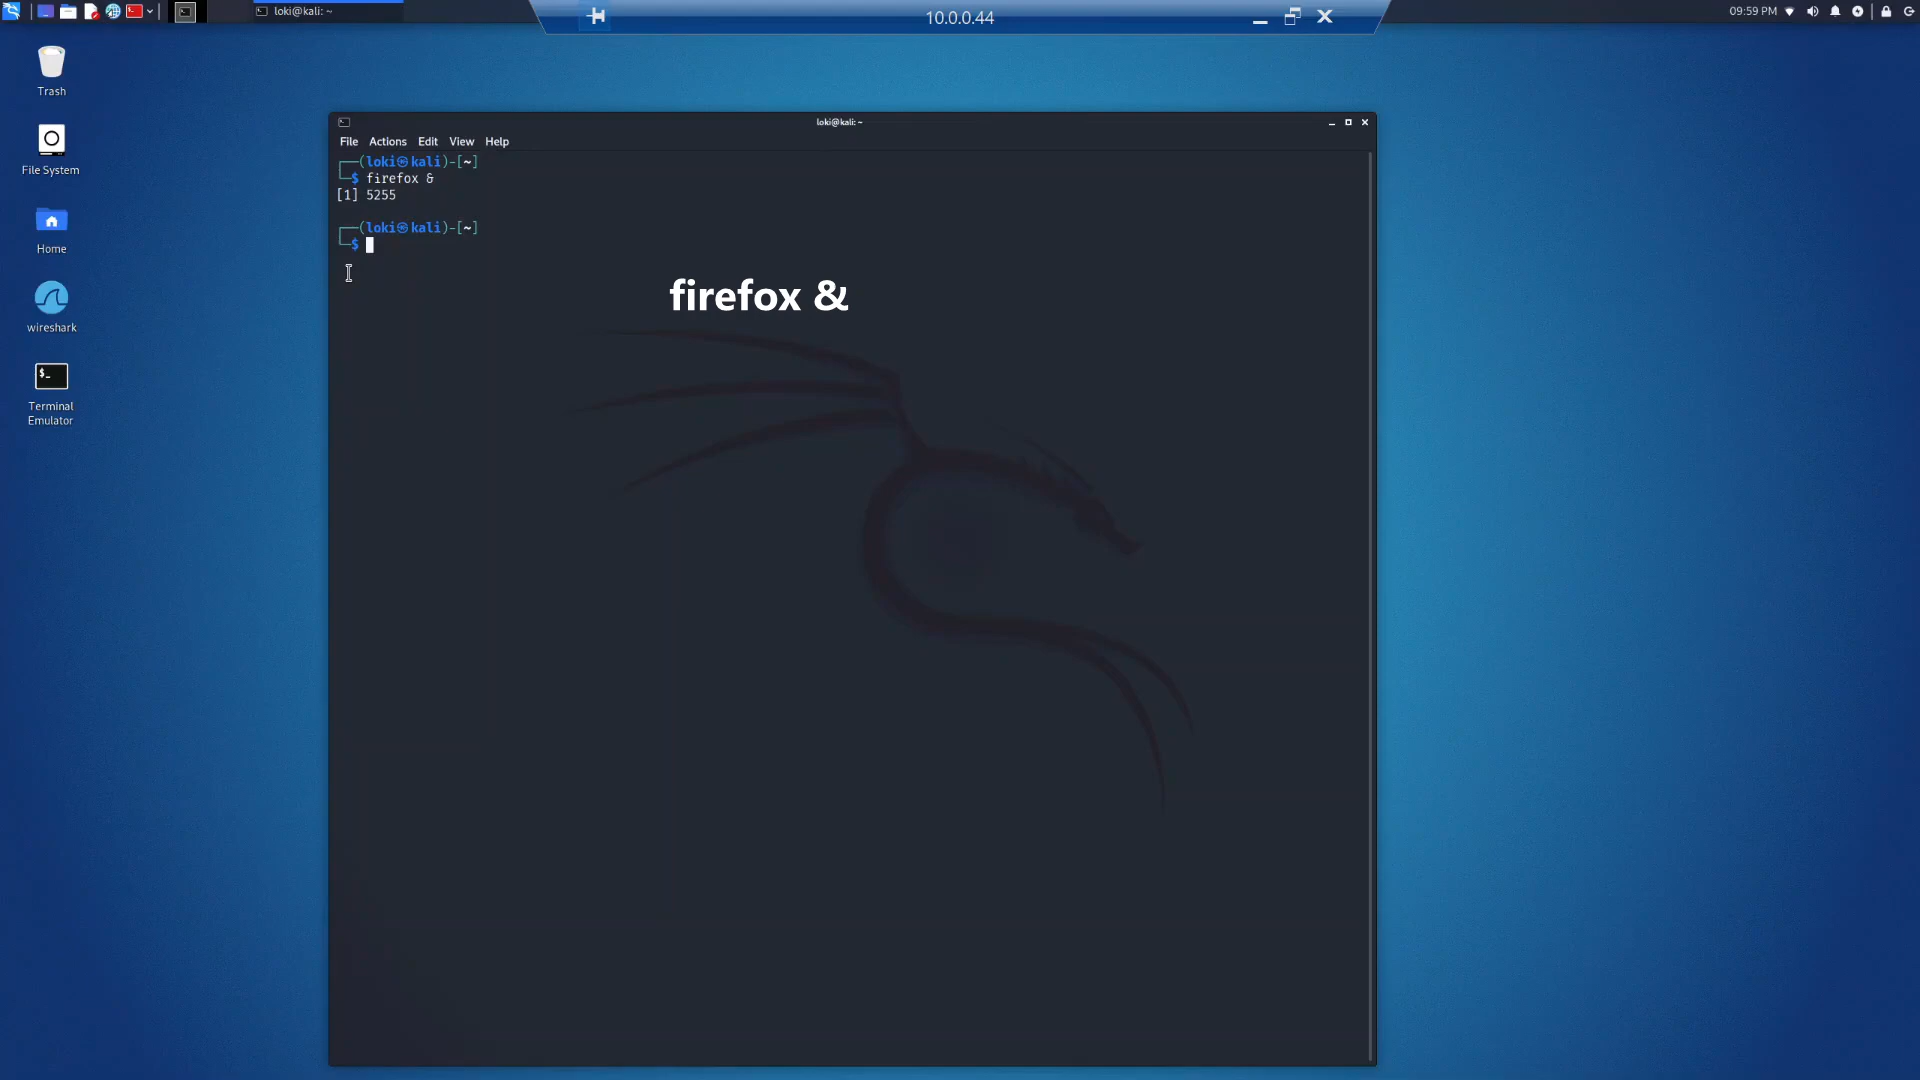 loki@kali: ~
10.0.0.44
09:59 PM
Trash
File System
Home
wireshark
$_
Terminal
Emulator
loki@kali: ~
File Actions Edit View Help
┌──(loki㉿kali)-[~]
└─$ firefox &
[1] 5255
┌──(loki㉿kali)-[~]
└─$
firefox &